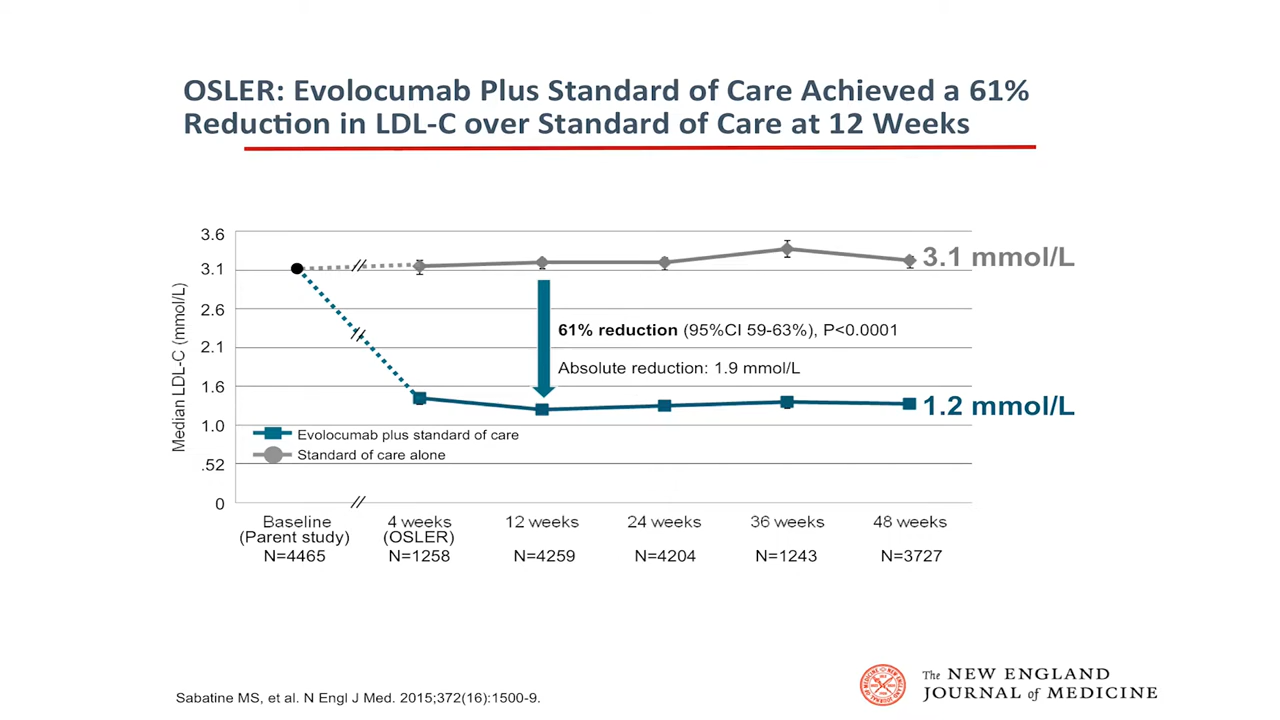 OSLER: Evolocumab Plus Standard of Care Achieved a 61%
Reduction in LDL-C over Standard of Care at 12 Weeks
Median LDL-C (mmol/L)
3.6
3.1
2.6
2.1
1.6
1.0
.52
0
3.1 mmol/L
61% reduction (95%CI 59-63%), P<0.0001
Absolute reduction: 1.9 mmol/L
1.2 mmol/L
Evolocumab plus standard of care
Standard of care alone
Baseline
(Parent study)
N=4465
4 weeks
(OSLER)
N=1258
12 weeks
N=4259
24 weeks
N=4204
36 weeks
N=1243
48 weeks
N=3727
Sabatine MS, et al. N Engl J Med. 2015;372(16):1500-9.
The NEW ENGLAND
JOURNAL of MEDICINE